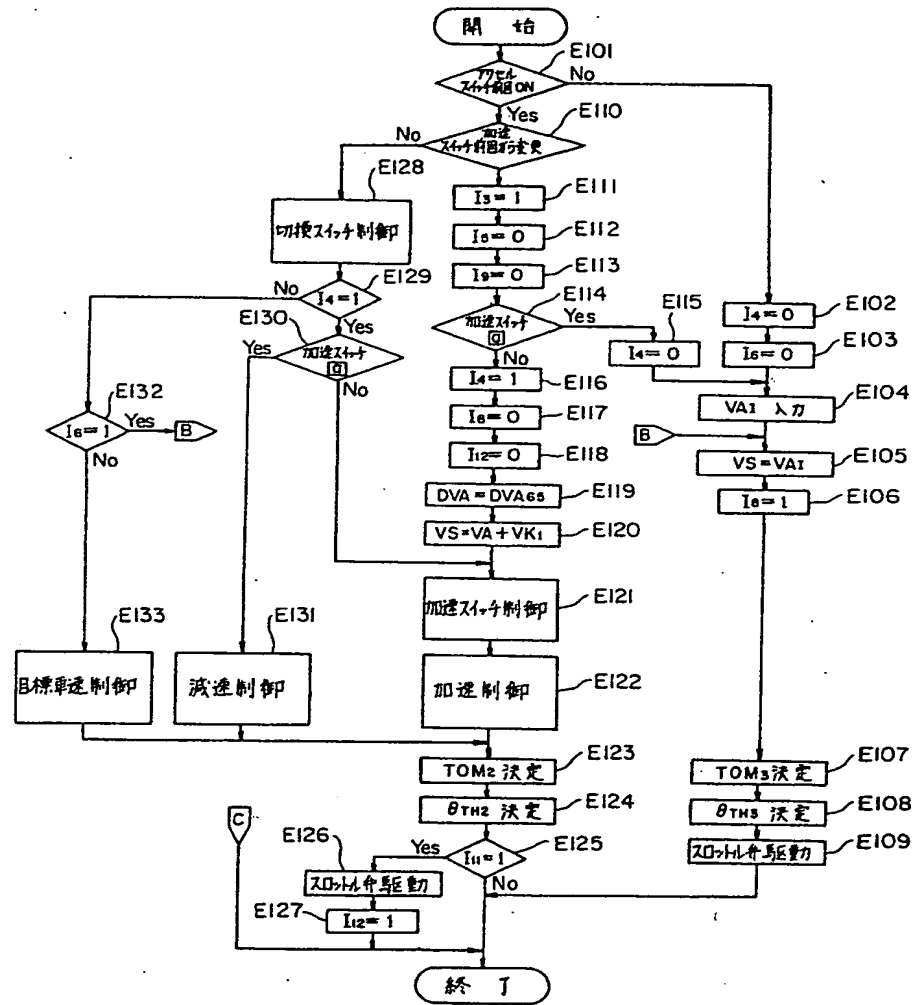 開 始
E101
アクセル
スイッチ前回ON
No
Yes
E110
加速
スイッチ前回から変更
No
E128
切換スイッチ制御
I3=1
E111
I5=0
E112
I9=0
E113
E129
I4=1
No
Yes
E114
加速スイッチ
a
Yes
No
E115
I4=0
I4=0
E102
I6=0
E103
E130
加速スイッチ
a
Yes
No
I4=1
E116
VAI 入力
E104
E132
I6=1
Yes
B
No
I6=0
E117
B
I12=0
E118
VS=VAI
E105
DVA=DVA65
E119
I8=1
E106
VS=VA+VK1
E120
加速スイッチ制御
E121
E133
目標車速制御
E131
減速制御
加速制御
E122
TOM2 決定
E123
TOM3 決定
E107
θTH2 決定
E124
θTH3 決定
E108
C
E126
Yes
I11=1
E125
スロットル弁駆動
E109
スロットル弁駆動
No
E127
I12=1
終 了